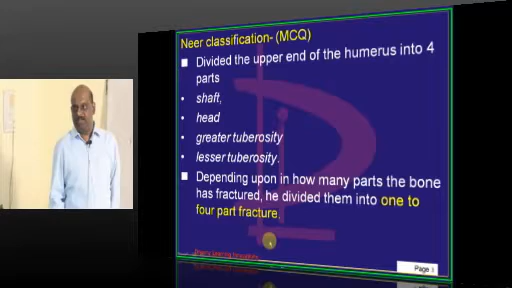 Neer classification- (MCQ)
Divided the upper end of the humerus into 4
parts
shaft,
head
greater tuberosity
lesser tuberosity.
Depending upon in how many parts the bone
has fractured, he divided them into one to
four part fracture.
Page